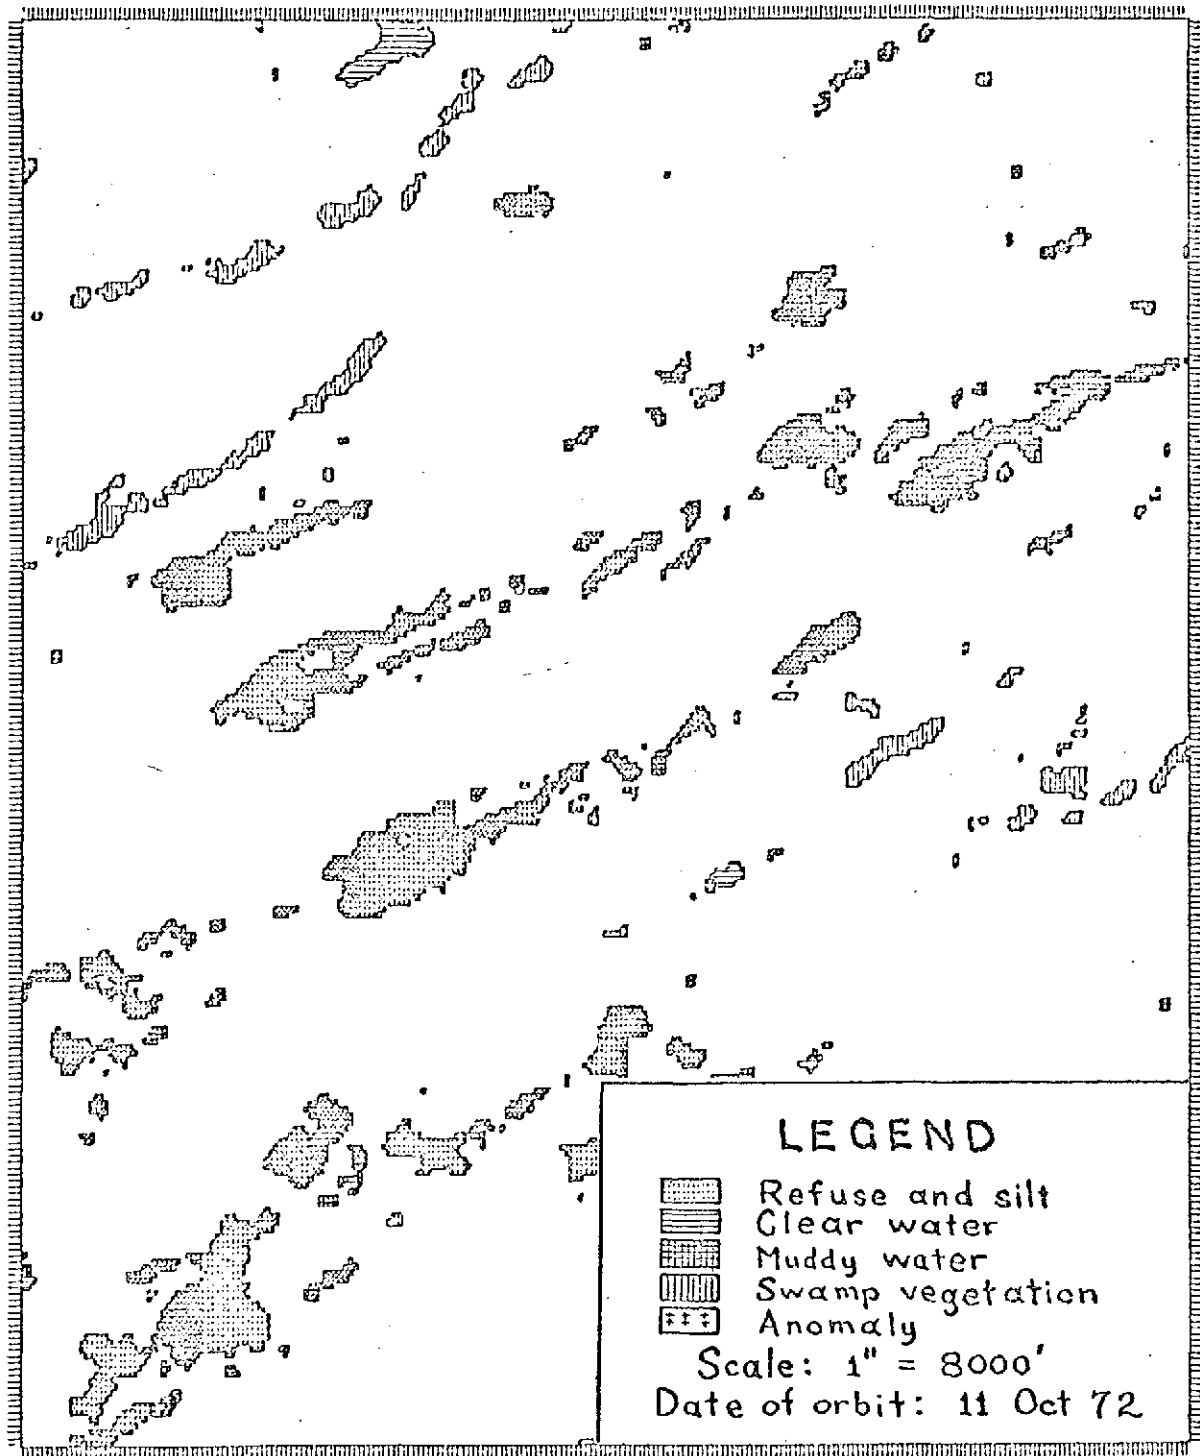 LEGEND
Refuse and silt
Clear water
Muddy water
Swamp vegetation
Anomaly
Scale: 1" = 8000'
Date of orbit: 11 Oct 72